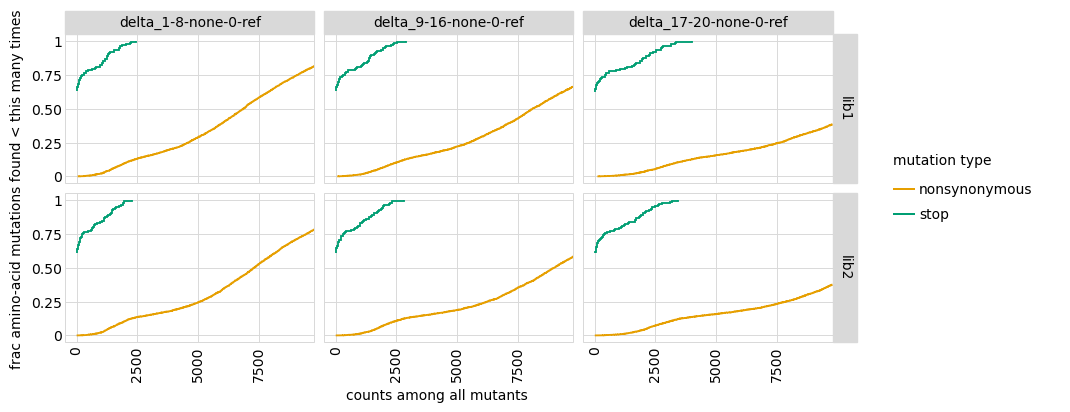 delta_1-8-none-0-ref
delta_9-16-none-0-ref
delta_17-20-none-0-ref
frac amino-acid mutations found < this many times
1
0.75
0.50
0.25
0
lib1
1
0.75
0.50
0.25
0
lib2
0
2500
5000
7500
0
2500
5000
7500
0
2500
5000
7500
counts among all mutants
mutation type
nonsynonymous
stop